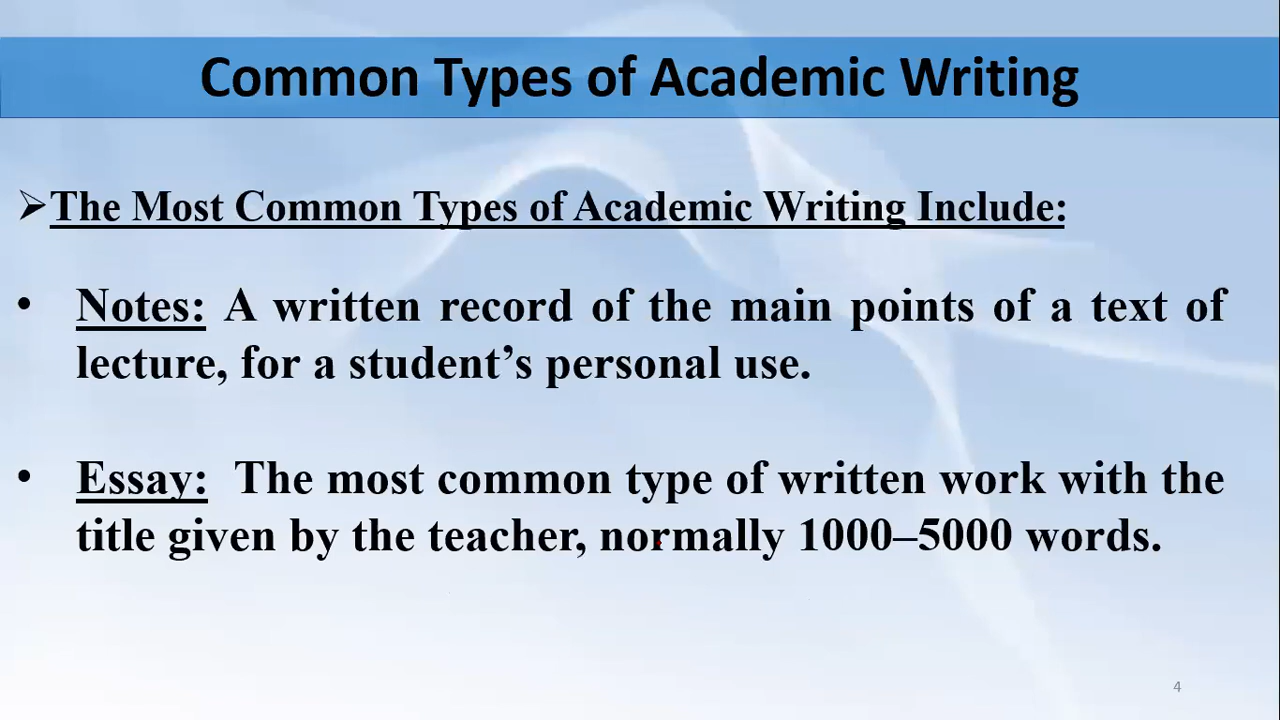 Common Types of Academic Writing
➢The Most Common Types of Academic Writing Include:
• Notes: A written record of the main points of a text of
lecture, for a student’s personal use.
• Essay: The most common type of written work with the
title given by the teacher, normally 1000–5000 words.
4